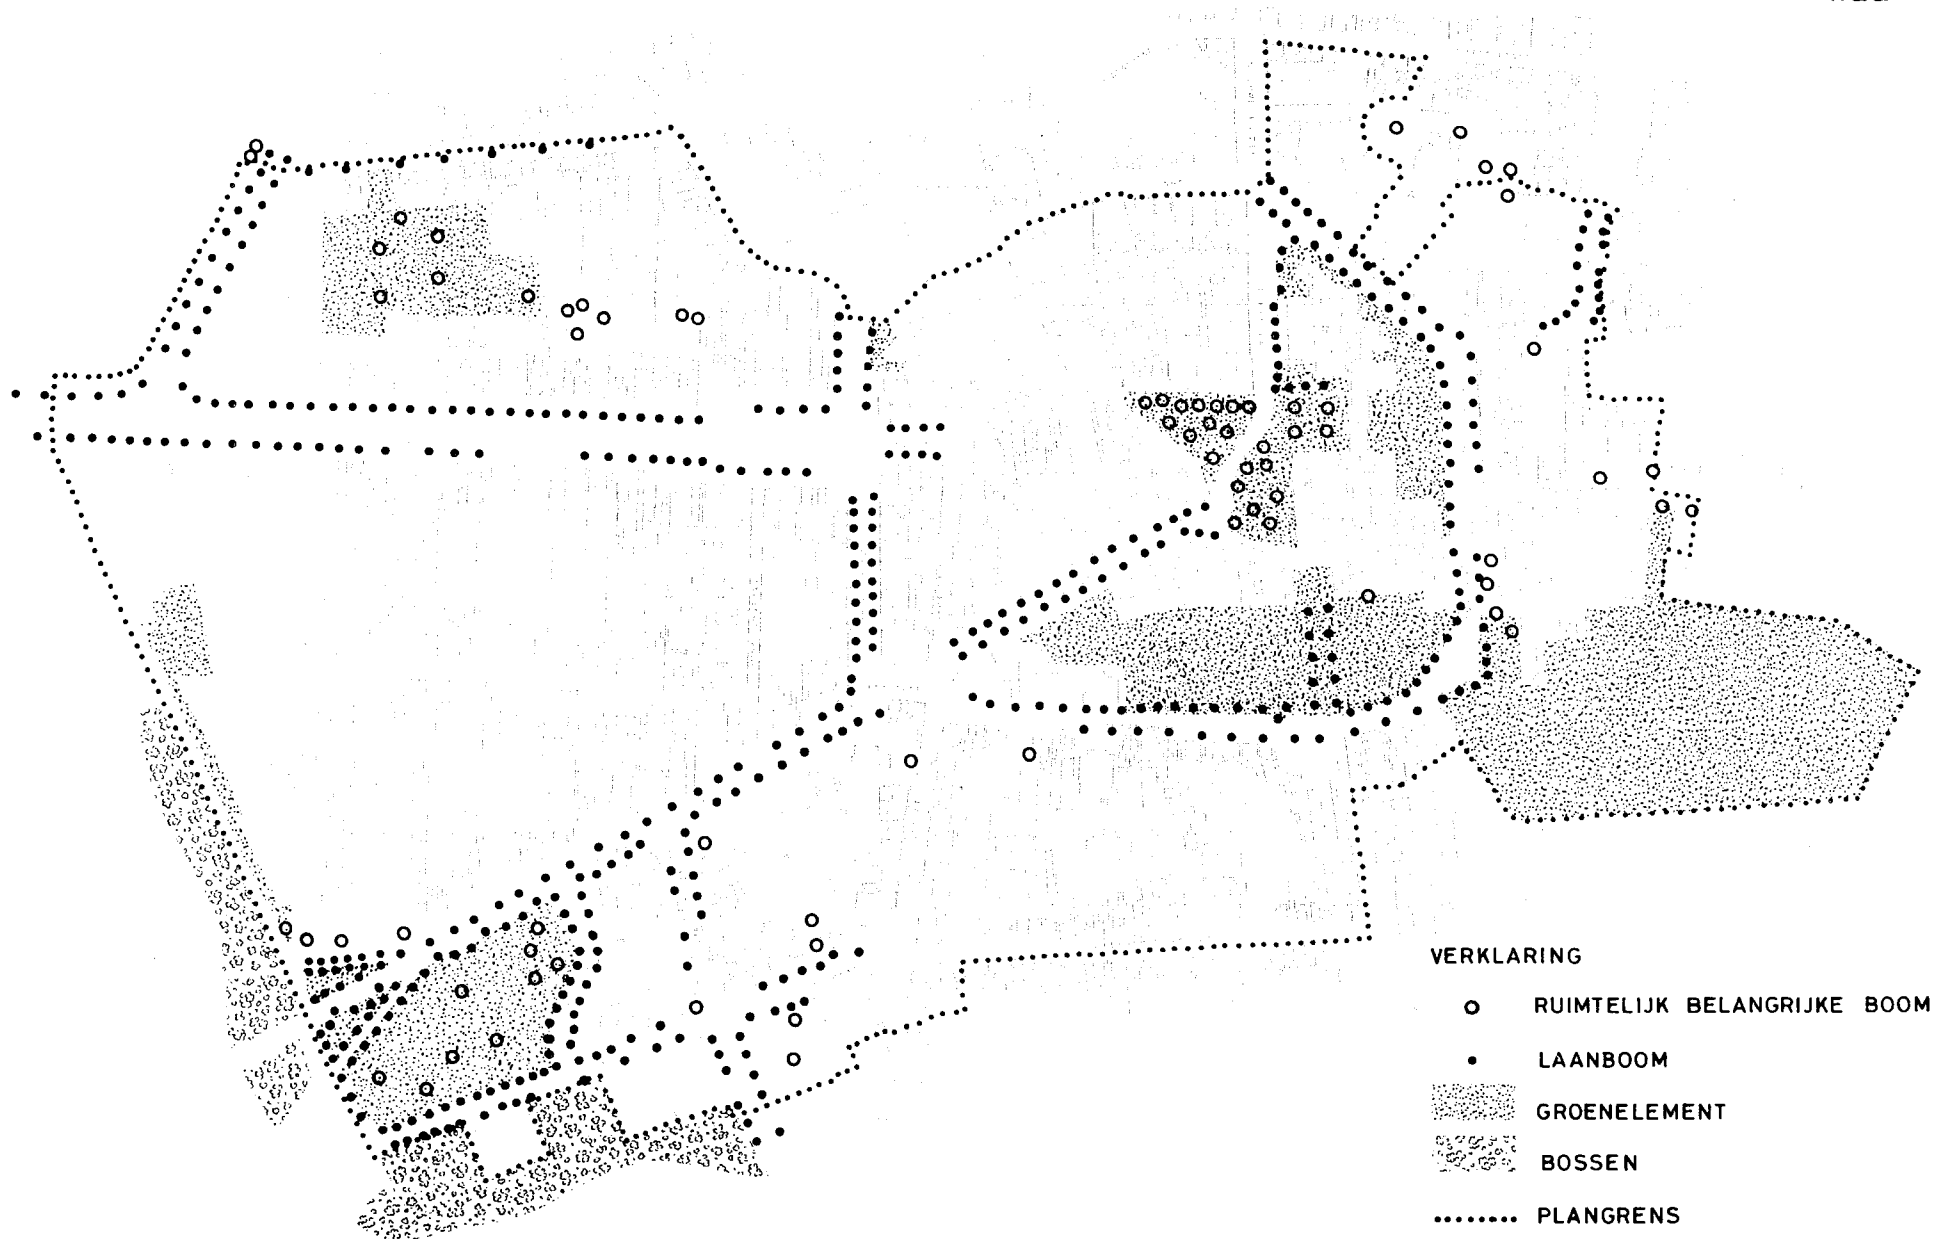 VERKLARING
RUIMTELIJK BELANGRIJKE BOOM
LAANBOOM
GROENELEMENT
BOSSEN
PLANGRENS